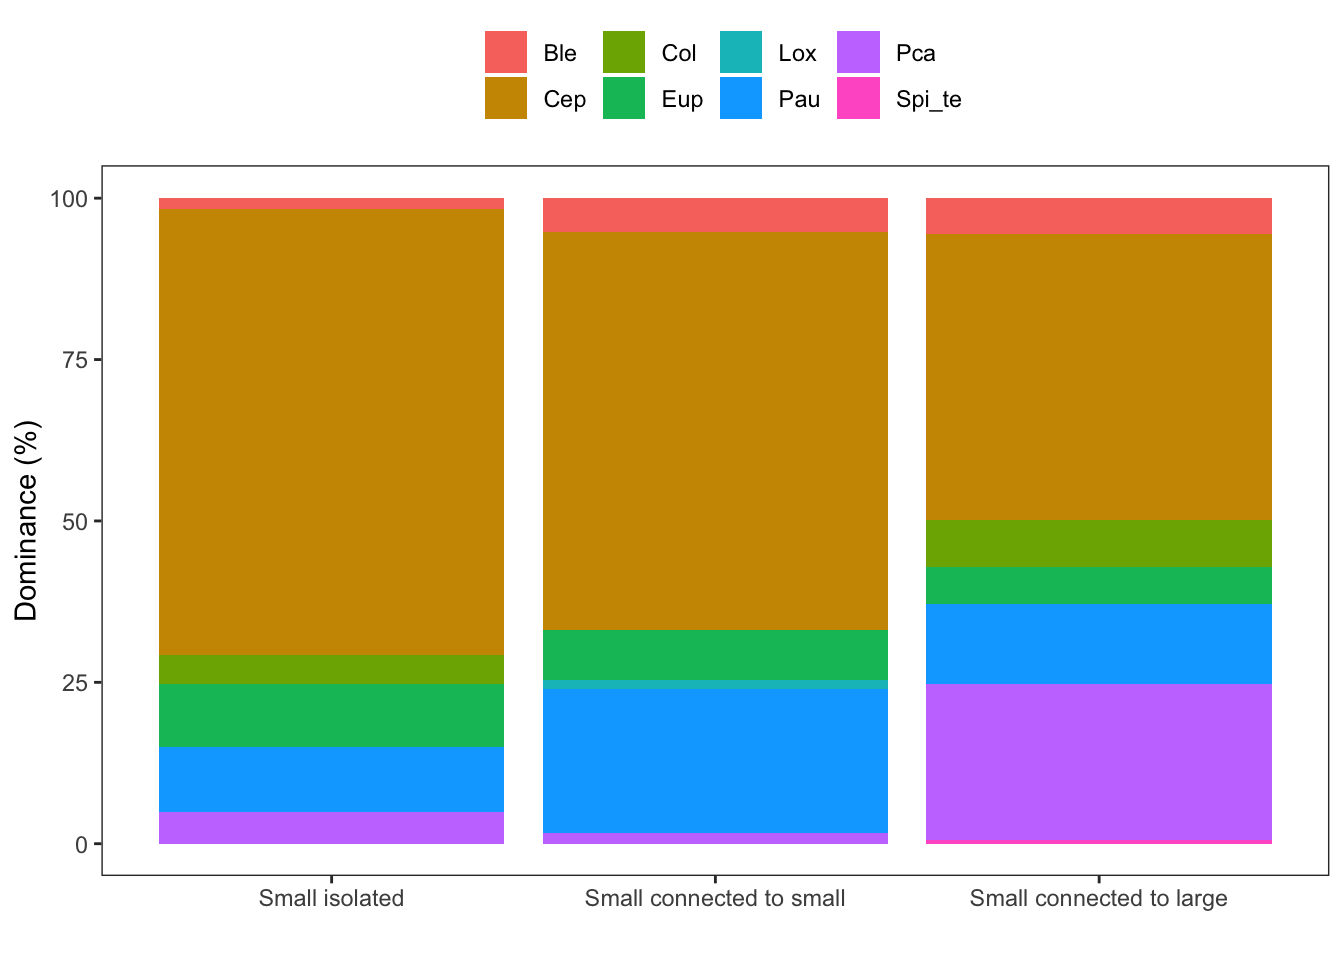 Ble Col Lox Pca
Cep Eup Pau Spi_te
100
75
50
25
0
Dominance (%)
Small isolated Small connected to small Small connected to large